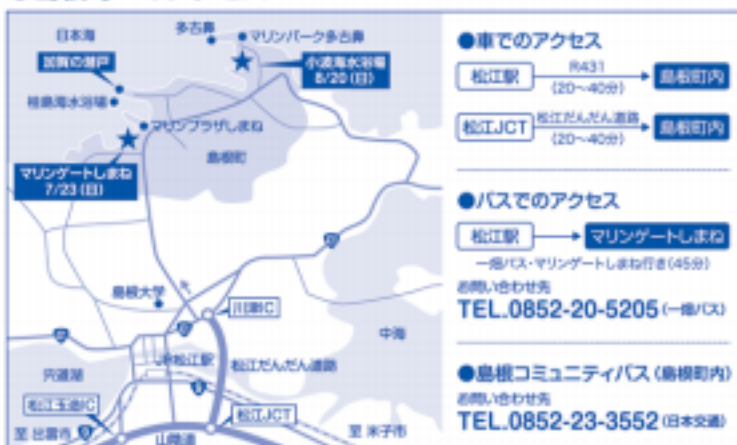 日本海
多古鼻
マリンパーク多古鼻
加賀の潜戸
小波海水浴場
8/20(日)
桂島海水浴場
マリンプラザしまね
島根町
マリンゲートしまね
7/23(日)
島根大学
川津IC
中海
JR松江駅
松江だんだん道路
宍道湖
松江玉造IC
松江JCT
至 出雲市
山陰道
至 米子市
●車でのアクセス
松江駅 R431 (20〜40分) 島根町内
松江JCT 松江だんだん道路 (20〜40分) 島根町内
●バスでのアクセス
松江駅 マリンゲートしまね
一畑バス・マリンゲートしまね行き(45分)
お問い合わせ先
TEL.0852-20-5205(一畑バス)
●島根コミュニティバス(島根町内)
お問い合わせ先
TEL.0852-23-3552(日本交通)